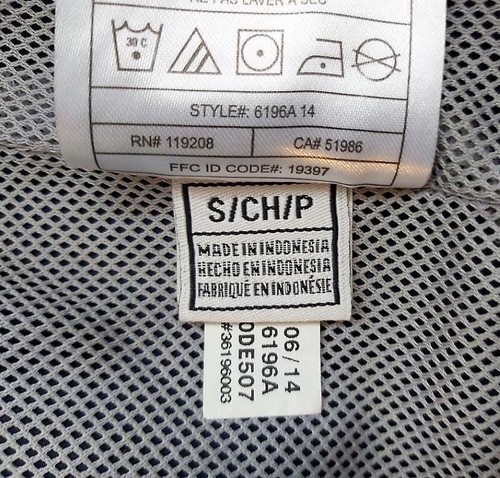 NE PAS LAVER À SEC
30 C
STYLE#: 6196A 14
RN# 119208
CA# 51986
FFC ID CODE#: 19397
S/CH/P
MADE IN INDONESIA
HECHO EN INDONESIA
FABRIQUÉ EN INDONÉSIE
06/14
6196A
ODE507
#36196003